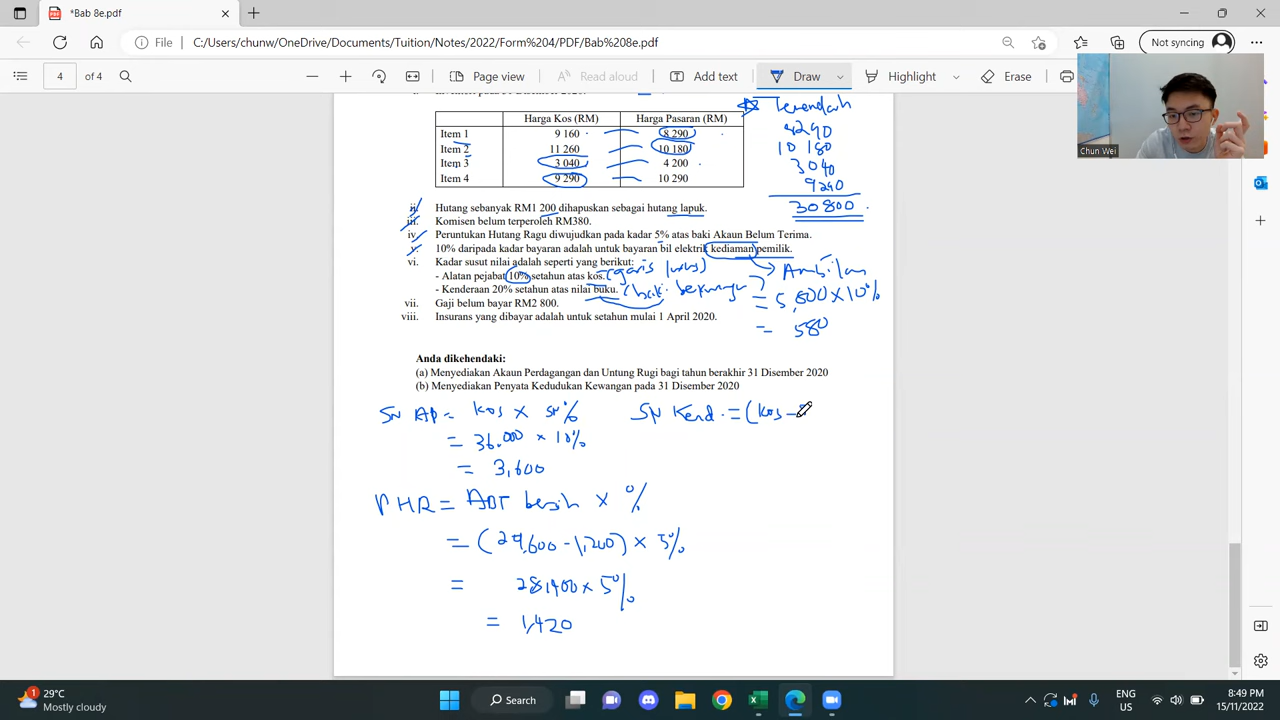 *Bab 8e.pdf
File
C:/Users/chunw/OneDrive/Documents/Tuition/Notes/2022/Form%204/PDF/Bab%208e.pdf
Not syncing
4 of 4
Page view
Read aloud
Add text
Draw
Highlight
Erase
Chun Wei
Harga Kos (RM) Harga Pasaran (RM)
Item 1 9 160 8 290
Item 2 11 260 10 180
Item 3 3 040 4 200
Item 4 9 290 10 290
Terendah
8290
10 180
3040
9290
30800
ii. Hutang sebanyak RM1 200 dihapuskan sebagai hutang lapuk.
iii. Komisen belum terperoleh RM380.
iv. Peruntukan Hutang Ragu diwujudkan pada kadar 5% atas baki Akaun Belum Terima.
v. 10% daripada kadar bayaran adalah untuk bayaran bil elektrik kediaman pemilik.
vi. Kadar susut nilai adalah seperti yang berikut:
- Alatan pejabat 10% setahun atas kos.
(garis lurus)
- Kenderaan 20% setahun atas nilai buku.
(baki berkurang)
vii. Gaji belum bayar RM2 800.
viii. Insurans yang dibayar adalah untuk setahun mulai 1 April 2020.
Ambilan
= 5,800 x 10%
= 580
Anda dikehendaki:
(a) Menyediakan Akaun Perdagangan dan Untung Rugi bagi tahun berakhir 31 Disember 2020
(b) Menyediakan Penyata Kedudukan Kewangan pada 31 Disember 2020
SN AP = kos x SN%
= 36,000 x 10%
= 3,600
SN Kend. = (kos -
PHR = ABT bersih x %
= (29,600 - 1,200) x 5%
= 28,400 x 5%
= 1,420
29°C
Mostly cloudy
Search
ENG
US
8:49 PM
15/11/2022